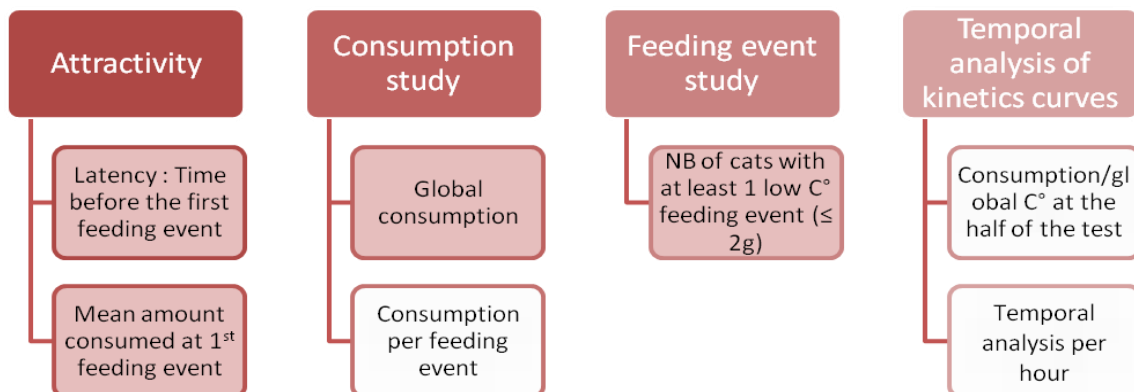 Attractivity
Latency : Time
before the first
feeding event
Mean amount
consumed at 1st
feeding event
Consumption
study
Global
consumption
Consumption
per feeding
event
Feeding event
study
NB of cats with
at least 1 low C°
feeding event (≤
2g)
Temporal
analysis of
kinetics curves
Consumption/gl
obal C° at the
half of the test
Temporal
analysis per
hour